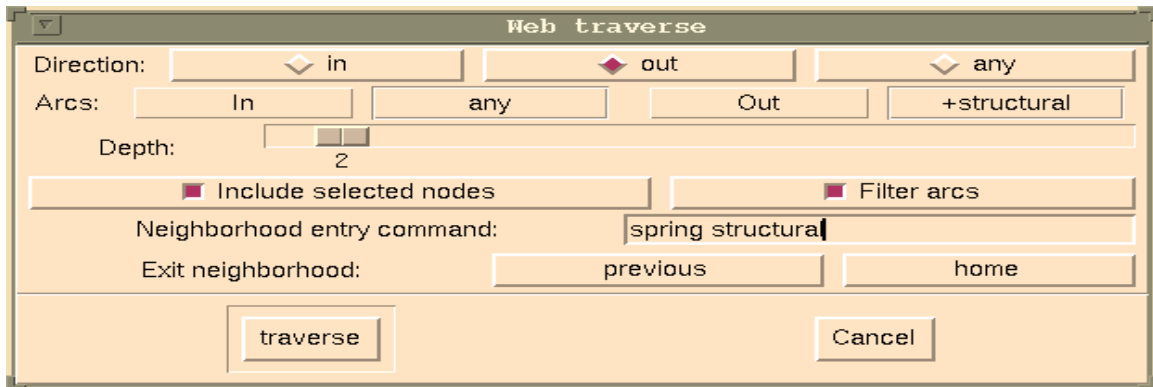 Web traverse
Direction: in out any
Arcs: In any Out +structural
Depth:
2
Include selected nodes Filter arcs
Neighborhood entry command: spring structural
Exit neighborhood: previous home
traverse Cancel